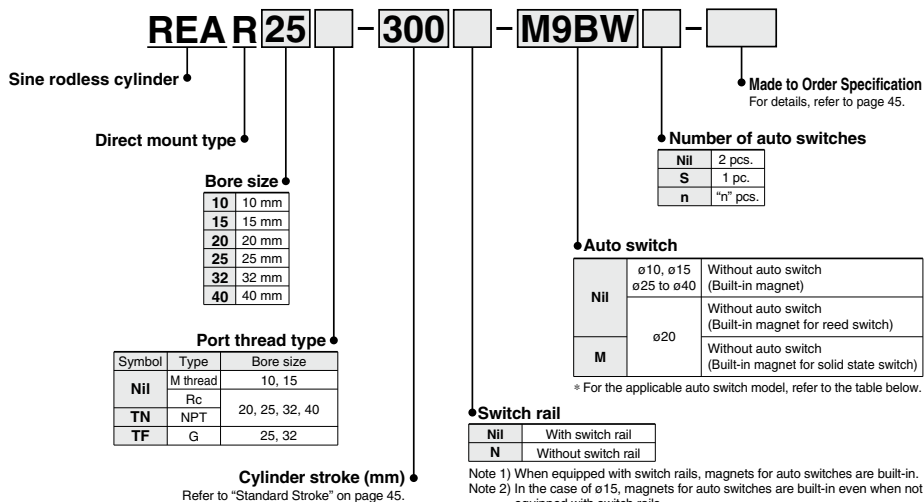 REA R 25 - 300 - M9BW -
Sine rodless cylinder
Made to Order Specification
For details, refer to page 45.
Direct mount type
Number of auto switches
Nil 2 pcs.
S 1 pc.
n "n" pcs.
Bore size
10 10 mm
15 15 mm
20 20 mm
25 25 mm
32 32 mm
40 40 mm
Auto switch
Nil ø10, ø15 ø25 to ø40 Without auto switch (Built-in magnet)
ø20 Without auto switch (Built-in magnet for reed switch)
M Without auto switch (Built-in magnet for solid state switch)
* For the applicable auto switch model, refer to the table below.
Port thread type
Symbol Type Bore size
Nil M thread 10, 15
Rc 20, 25, 32, 40
TN NPT
TF G 25, 32
Switch rail
Nil With switch rail
N Without switch rail
Note 1) When equipped with switch rails, magnets for auto switches are built-in.
Note 2) In the case of ø15, magnets for auto switches are built-in even when not
equipped with switch rails.
Cylinder stroke (mm)
Refer to "Standard Stroke" on page 45.